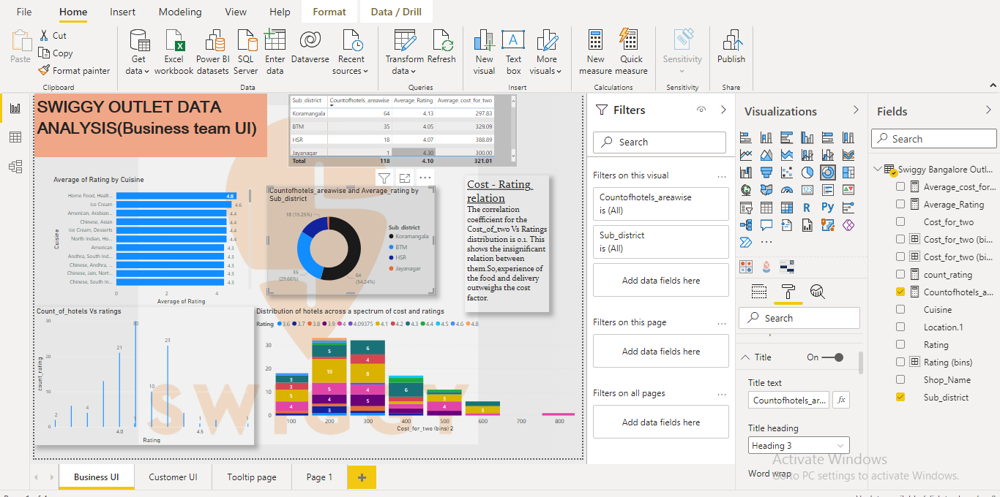 File Home Insert Modeling View Help Format Data / Drill
Paste
Cut
Copy
Format painter
Clipboard
Get data
Excel workbook
Power BI datasets
SQL Server
Enter data
Dataverse
Recent sources
Data
Transform data
Refresh
Queries
New visual
Text box
More visuals
Insert
New measure
Quick measure
Calculations
Sensitivity
Sensitivity
Publish
Share
SWIGGY OUTLET DATA
ANALYSIS(Business team UI)
Sub_district Countofhotels_areawise Average_Rating Average_cost_for_two
Koramangala 64 4.13 297.83
BTM 35 4.05 329.09
HSR 18 4.07 388.89
Jayanagar 1 4.30 300.00
Total 118 4.10 321.01
Average of Rating by Cuisine
Cuisine
Home Food, Healt... 4.8
Ice Cream 4.6
American, Arabian... 4.4
Chinese, Asian 4.4
Ice Cream, Desserts 4.4
North Indian, Ho... 4.4
American 4.3
Andhra, South Ind... 4.3
Chinese, Andhra, ... 4.3
Chinese, Jain, Nort... 4.3
Chinese, South In... 4.3
0 2 4
Average of Rating
Countofhotels_areawise and Average_rating by
Sub_district
18 (15.25%)
35
(29.66%)
64
(54.24%)
Sub_district
Koramangala
BTM
HSR
Jayanagar
Cost - Rating
relation
The correlation
coefficient for the
Cost_of_two Vs Ratings
distribution is 0.1. This
shows the insignificant
relation between
them.So,experience of
the food and delivery
outweighs the cost
factor.
Count_of_hotels Vs ratings
count_rating
30
20
10
0
2 4 21 1 30 10 23 1 1
4.0 4.5
Rating
Distribution of hotels across a spectrum of cost and ratings
Rating 3.6 3.7 3.8 3.9 4 4.09375 4.1 4.2 4.3 4.4 4.5 4.6 4.8
30
20
10
0
3 3 5 4
5 10 5 4 3
6 4 8 4 5
6
3 4
3
100 200 300 400 500 600 700 800
Cost_for_two (bins) 2
SWIGGY
Business UI Customer UI Tooltip page Page 1
Filters
Search
Filters on this visual
Countofhotels_areawise
is (All)
Sub_district
is (All)
Add data fields here
Filters on this page
Add data fields here
Filters on all pages
Add data fields here
Visualizations
123
R Py
Search
Title On
Title text
Countofhotels_ar...
fx
Title heading
Heading 3
Word wrap
Fields
Search
Swiggy Bangalore Outl...
Average_cost_for...
Average_Rating
Cost_for_two
Cost_for_two (bi...
Cost_for_two (bi...
count_rating
Countofhotels_a...
Cuisine
Location.1
Rating
Rating (bins)
Shop_Name
Sub_district
Activate Windows
Go to PC settings to activate Windows.